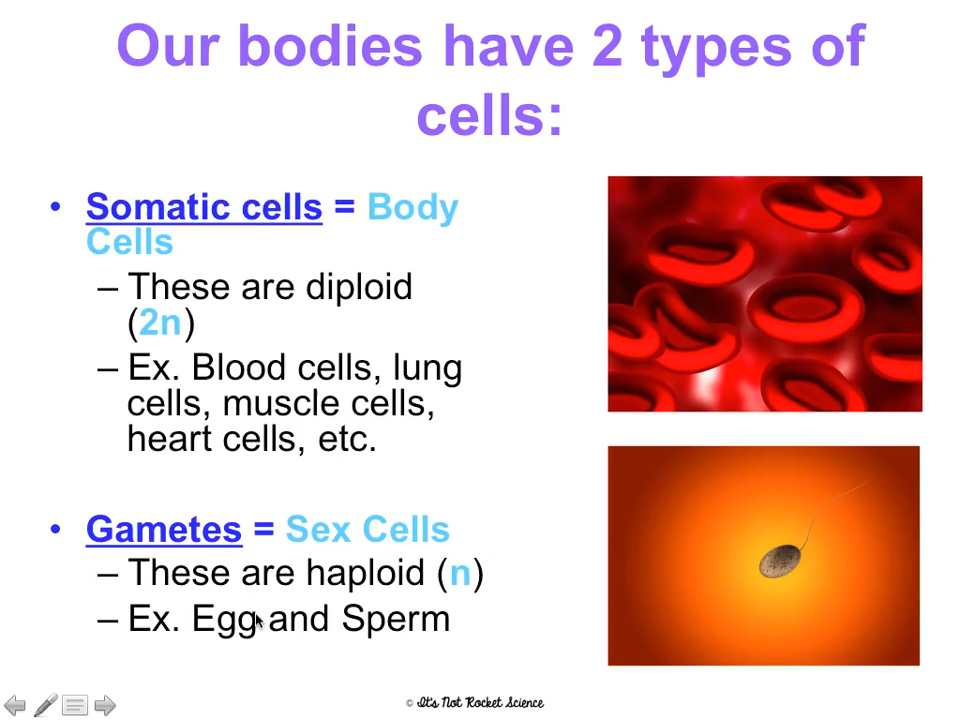 Our bodies have 2 types of
cells:
• Somatic cells = Body
Cells
– These are diploid
(2n)
– Ex. Blood cells, lung
cells, muscle cells,
heart cells, etc.
• Gametes = Sex Cells
– These are haploid (n)
– Ex. Egg and Sperm
© It's Not Rocket Science